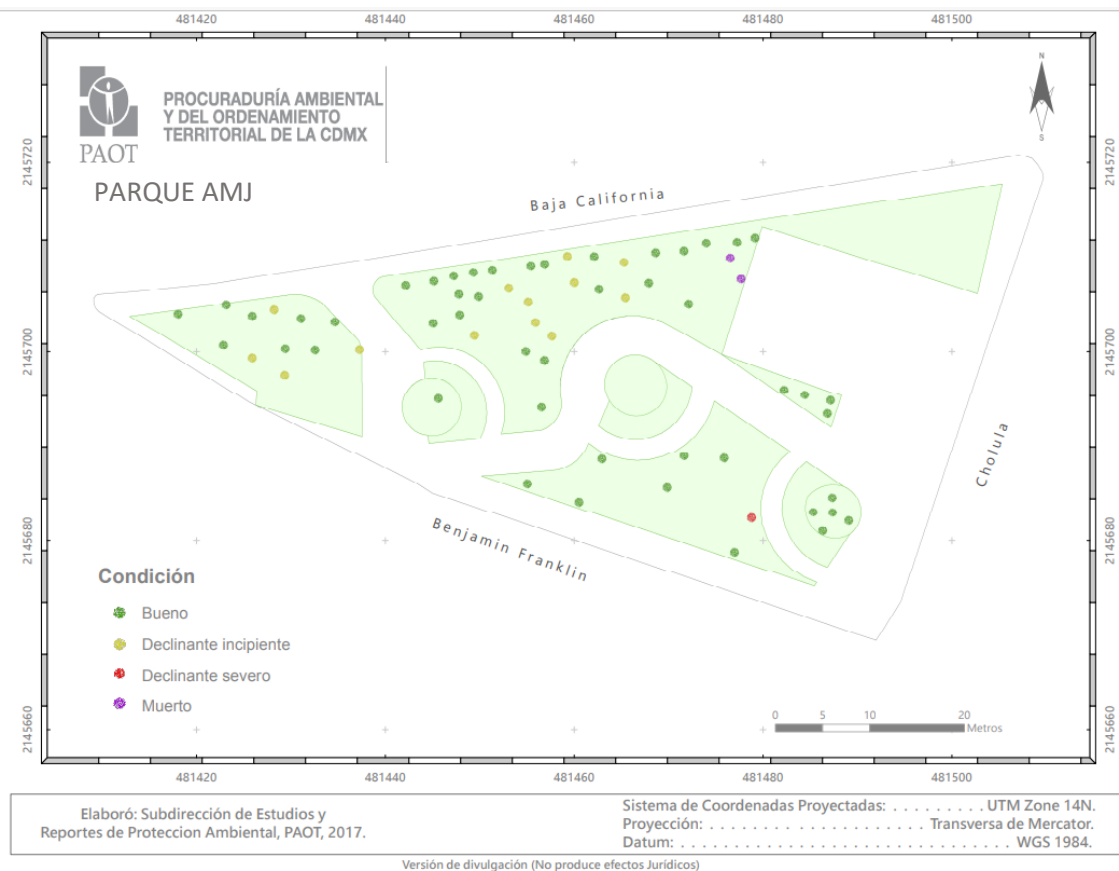 481420 481440 481460 481480 481500
N
S
PROCURADURÍA AMBIENTAL
Y DEL ORDENAMIENTO
TERRITORIAL DE LA CDMX
PAOT
PARQUE AMJ
2145720 2145720
Baja California
2145700 2145700
Cholula
2145680 2145680
Benjamin Franklin
Condición
Bueno
Declinante incipiente
Declinante severo
Muerto
2145660 2145660
0 5 10 20
Metros
481420 481440 481460 481480 481500
Elaboró: Subdirección de Estudios y
Reportes de Proteccion Ambiental, PAOT, 2017.
Sistema de Coordenadas Proyectadas: . . . . . . . . . UTM Zone 14N.
Proyección: . . . . . . . . . . . . . . . . . . . . . Transversa de Mercator.
Datum: . . . . . . . . . . . . . . . . . . . . . . . . . . . . . . WGS 1984.
Versión de divulgación (No produce efectos Jurídicos)